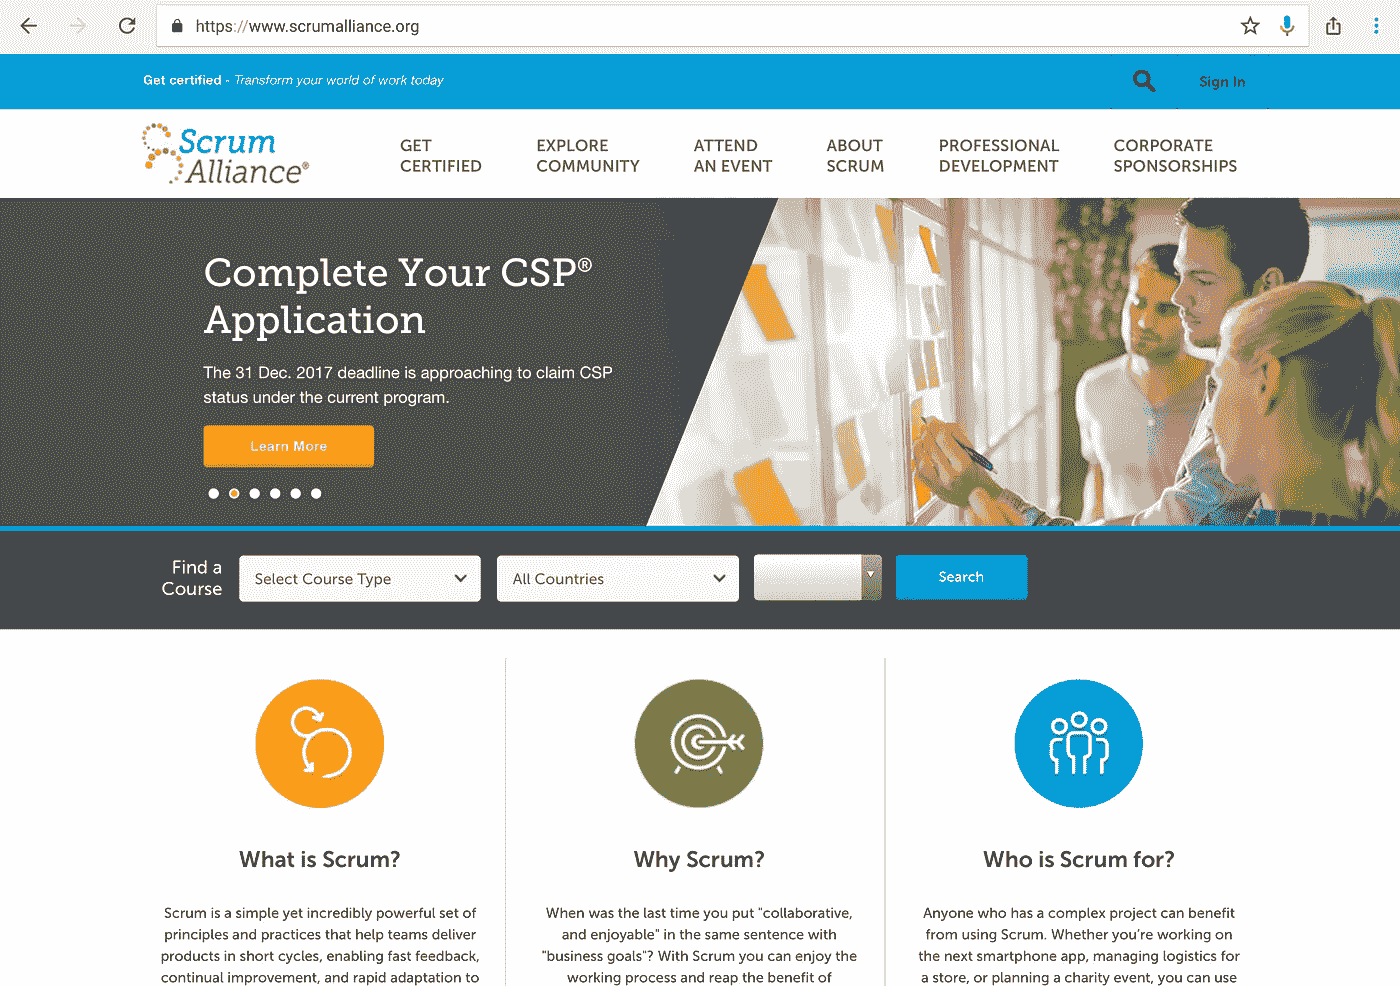 https://www.scrumalliance.org
Get certified - Transform your world of work today
Sign In
Scrum
Alliance®
GET
CERTIFIED
EXPLORE
COMMUNITY
ATTEND
AN EVENT
ABOUT
SCRUM
PROFESSIONAL
DEVELOPMENT
CORPORATE
SPONSORSHIPS
Complete Your CSP®
Application
The 31 Dec. 2017 deadline is approaching to claim CSP
status under the current program.
Learn More
Find a
Course
Select Course Type
All Countries
Search
What is Scrum?
Scrum is a simple yet incredibly powerful set of
principles and practices that help teams deliver
products in short cycles, enabling fast feedback,
continual improvement, and rapid adaptation to
Why Scrum?
When was the last time you put "collaborative,
and enjoyable" in the same sentence with
"business goals"? With Scrum you can enjoy the
working process and reap the benefit of
Who is Scrum for?
Anyone who has a complex project can benefit
from using Scrum. Whether you're working on
the next smartphone app, managing logistics for
a store, or planning a charity event, you can use